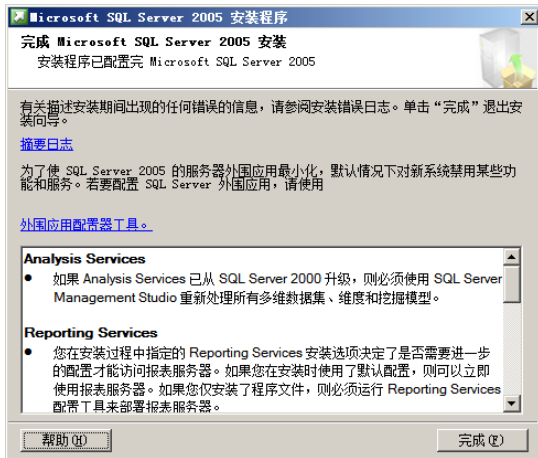 Microsoft SQL Server 2005 安装程序
完成 Microsoft SQL Server 2005 安装
安装程序已配置完 Microsoft SQL Server 2005
有关描述安装期间出现的任何错误的信息，请参阅安装错误日志。单击“完成”退出安
装向导。
摘要日志
为了使 SQL Server 2005 的服务器外围应用最小化，默认情况下对新系统禁用某些功
能和服务。若要配置 SQL Server 外围应用，请使用
外围应用配置器工具。
Analysis Services
● 如果 Analysis Services 已从 SQL Server 2000 升级，则必须使用 SQL Server
Management Studio 重新处理所有多维数据集、维度和挖掘模型。
Reporting Services
● 您在安装过程中指定的 Reporting Services 安装选项决定了是否需要进一步
的配置才能访问报表服务器。如果您在安装时使用了默认配置，则可以立即
使用报表服务器。如果您仅安装了程序文件，则必须运行 Reporting Services
配置工具来部署报表服务器。
帮助(H)
完成(F)